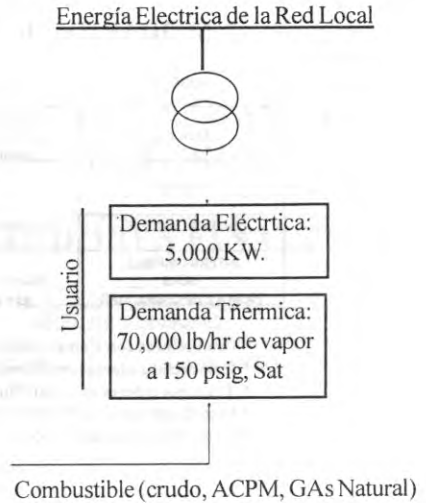 Energía Electrica de la Red Local
Usuario
Demanda Eléctrtica:
5,000 KW.
Demanda Tñermica:
70,000 lb/hr de vapor
a 150 psig, Sat
Combustible (crudo, ACPM, GAs Natural)